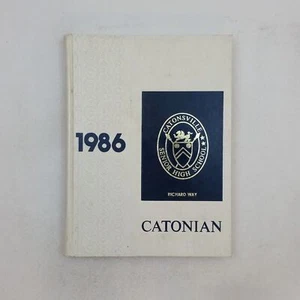 1986
CATONSVILLE
SENIOR HIGH SCHOOL
RICHARD WAY
CATONIAN